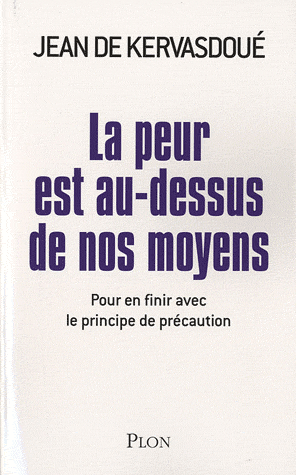 JEAN DE KERVASDOUÉ
La peur
est au-dessus
de nos moyens
Pour en finir avec
le principe de précaution
PLON